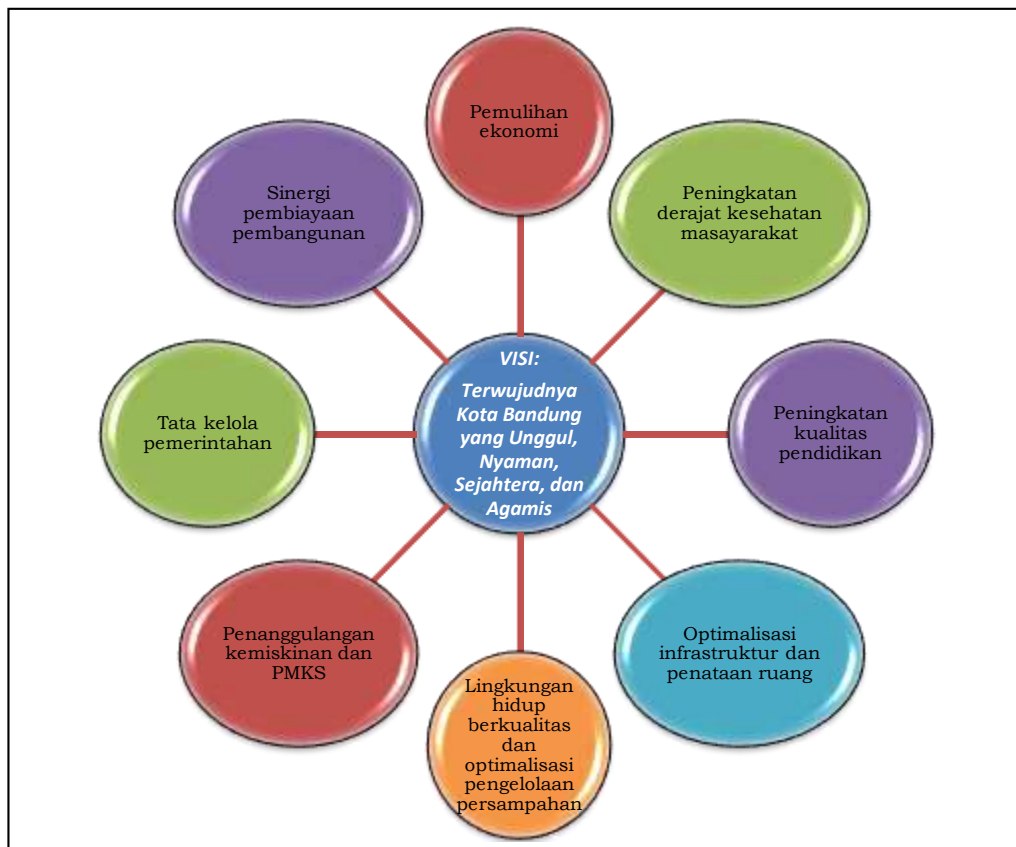 Pemulihan
ekonomi
Peningkatan
derajat kesehatan
masayarakat
Peningkatan
kualitas
pendidikan
Optimalisasi
infrastruktur dan
penataan ruang
Lingkungan
hidup
berkualitas
dan
optimalisasi
pengelolaan
persampahan
Penanggulangan
kemiskinan dan
PMKS
Tata kelola
pemerintahan
Sinergi
pembiayaan
pembangunan
VISI:
Terwujudnya
Kota Bandung
yang Unggul,
Nyaman,
Sejahtera, dan
Agamis